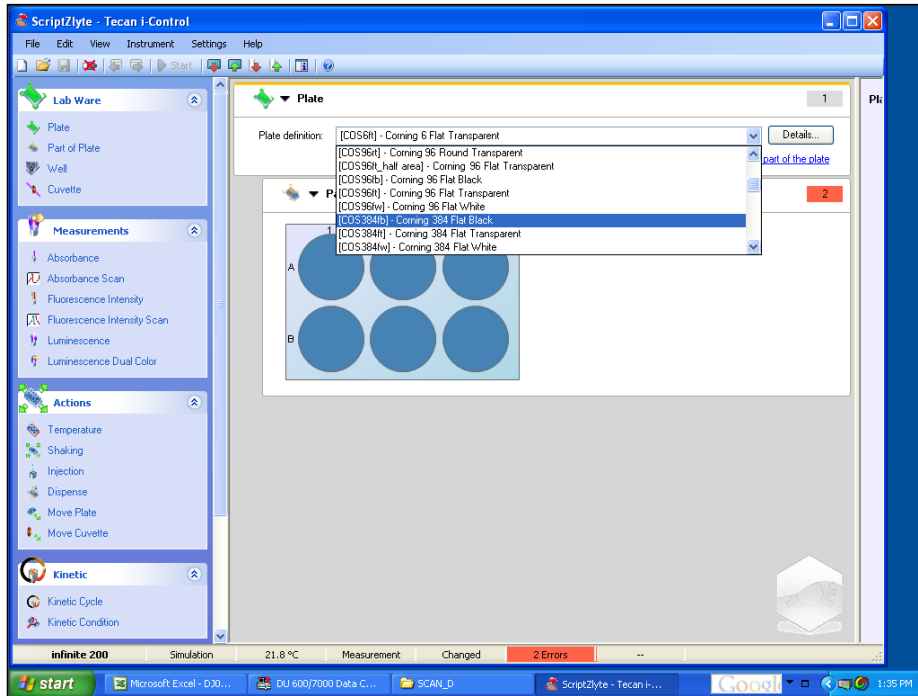 ScriptZlyte - Tecan i-Control
File Edit View Instrument Settings Help
Start
Lab Ware
Plate
Part of Plate
Well
Cuvette
Measurements
Absorbance
Absorbance Scan
Fluorescence Intensity
Fluorescence Intensity Scan
Luminescence
Luminescence Dual Color
Actions
Temperature
Shaking
Injection
Dispense
Move Plate
Move Cuvette
Kinetic
Kinetic Cycle
Kinetic Condition
Plate 1
Plate definition: [COS6ft] - Corning 6 Flat Transparent Details...
[COS96rt] - Corning 96 Round Transparent
[COS96ft_half area] - Corning 96 Flat Transparent
[COS96fb] - Corning 96 Flat Black
[COS96ft] - Corning 96 Flat Transparent
[COS96fw] - Corning 96 Flat White
[COS384fb] - Corning 384 Flat Black
[COS384ft] - Corning 384 Flat Transparent
[COS384fw] - Corning 384 Flat White
part of the plate
2
1
A
B
infinite 200 Simulation 21.8 °C Measurement Changed 2 Errors --
start Microsoft Excel - DJ0... DU 600/7000 Data C... SCAN_D ScriptZlyte - Tecan i-... Google 1:35 PM